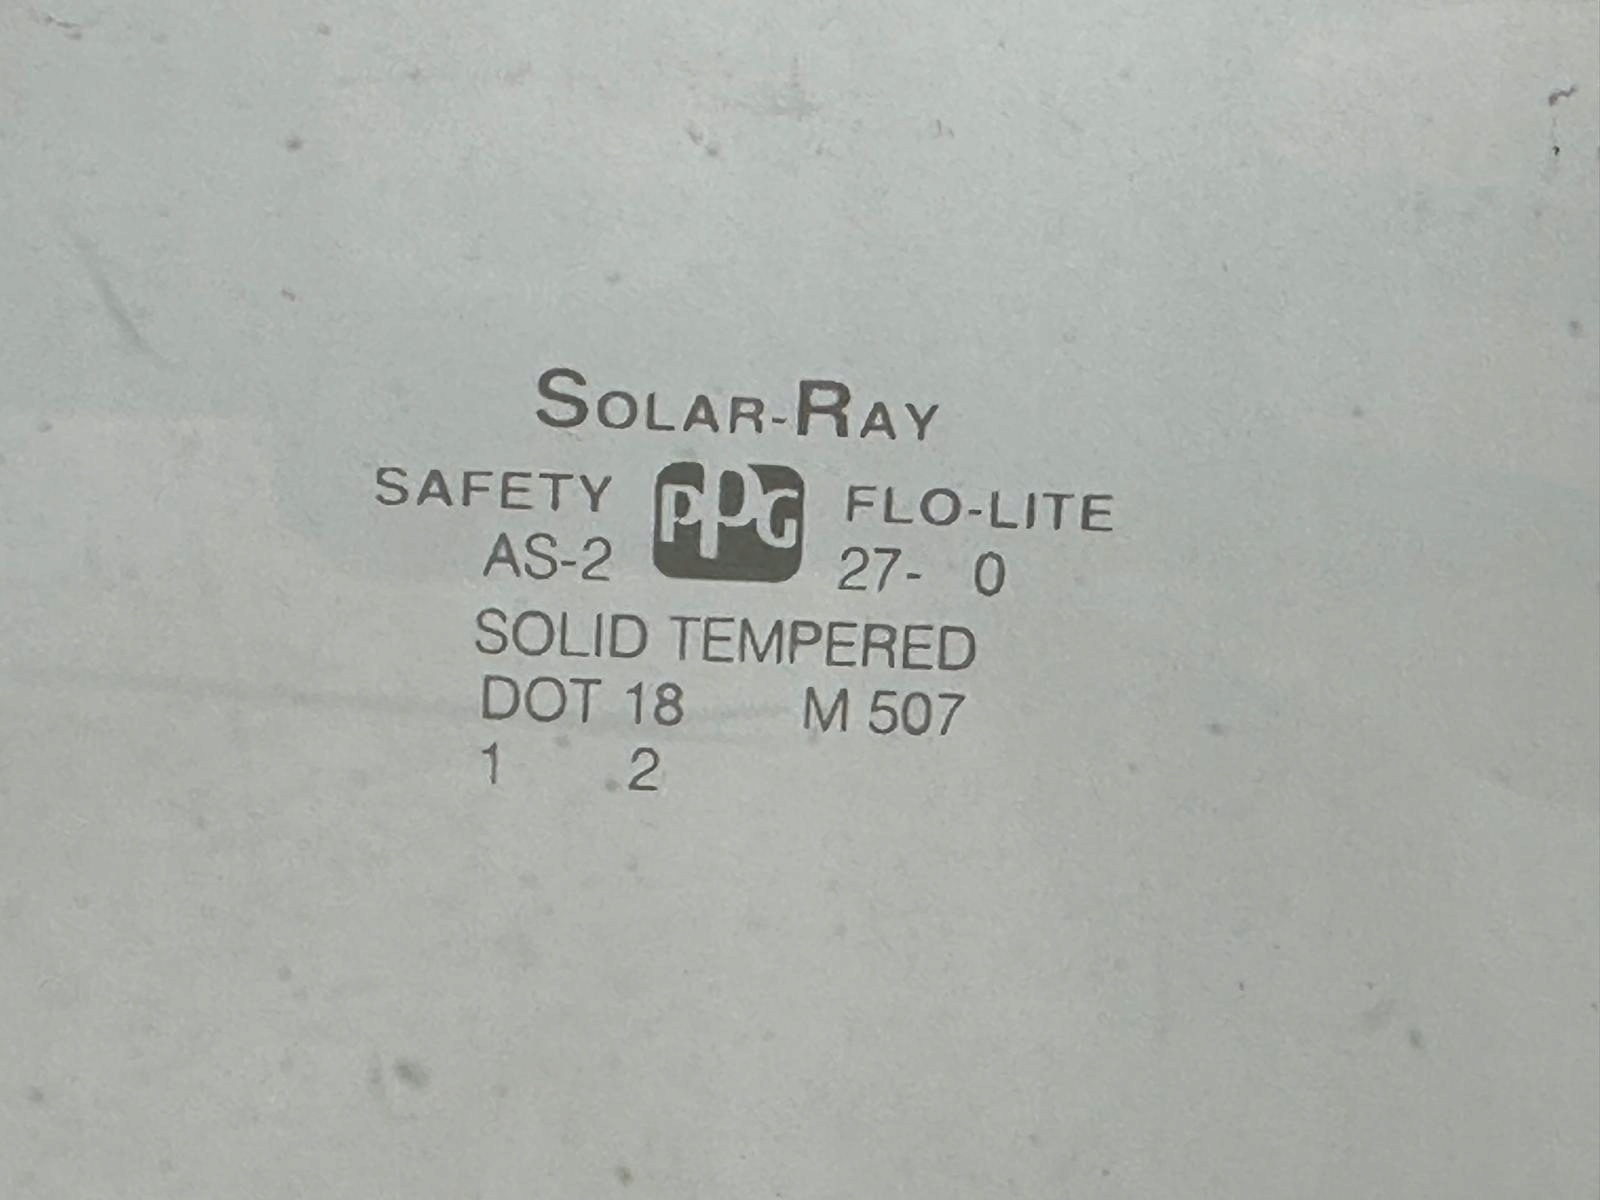 SOLAR-RAY
SAFETY PPG FLO-LITE
AS-2 27- 0
SOLID TEMPERED
DOT 18 M 507
1 2